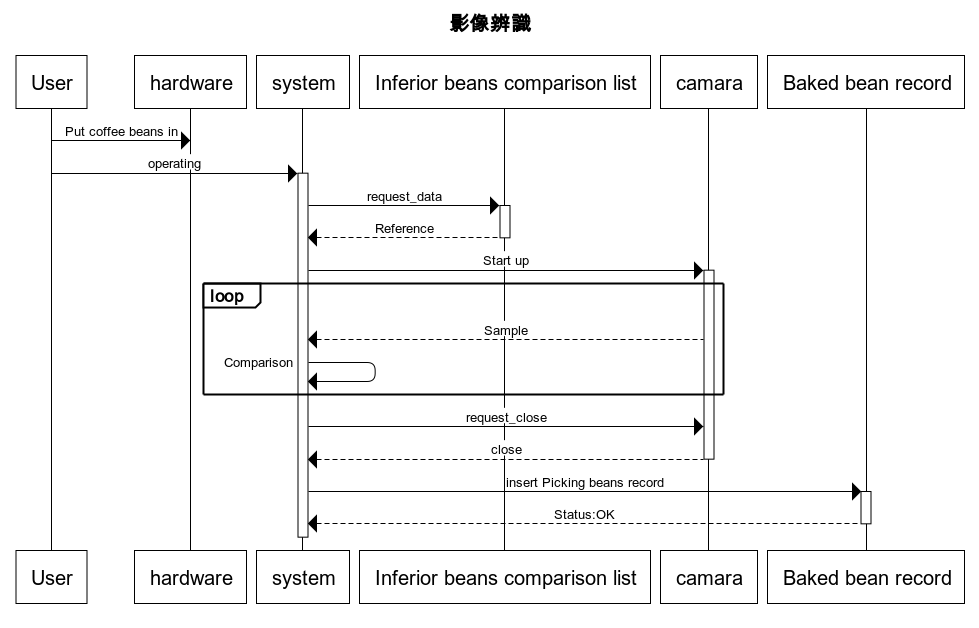 影像辨識
User
hardware
system
Inferior beans comparison list
camara
Baked bean record
Put coffee beans in
operating
request_data
Reference
Start up
loop
Sample
Comparison
request_close
close
insert Picking beans record
Status:OK
User
hardware
system
Inferior beans comparison list
camara
Baked bean record